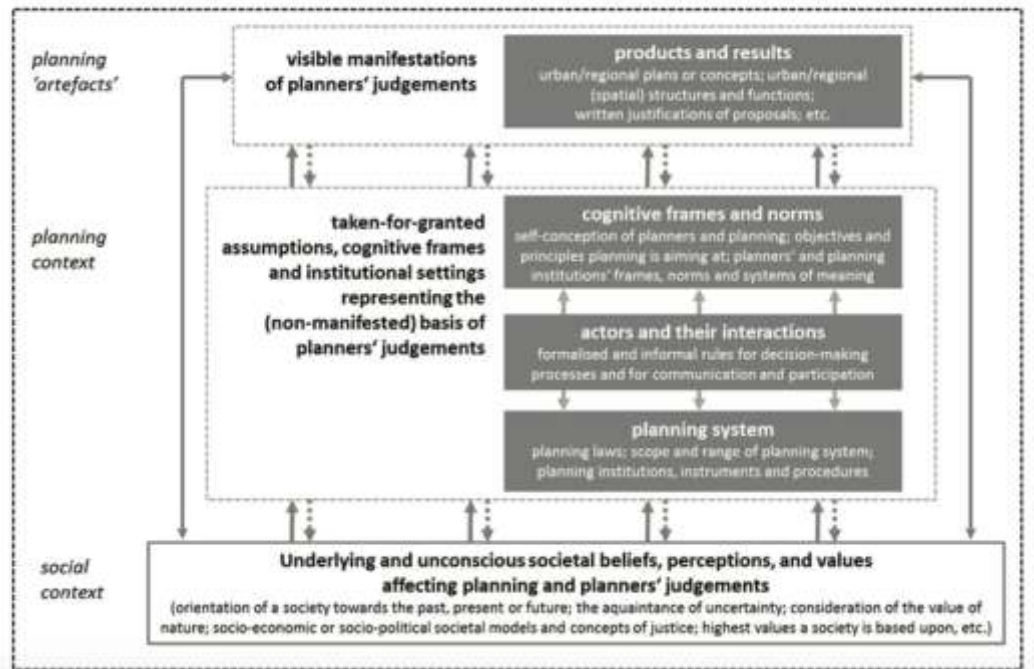 planning
'artefacts'
visible manifestations
of planners' judgements
products and results
urban/regional plans or concepts; urban/regional
(spatial) structures and functions;
written justifications of proposals; etc.
planning
context
taken-for-granted
assumptions, cognitive frames
and institutional settings
representing the
(non-manifested) basis of
planners' judgements
cognitive frames and norms
self-conception of planners and planning; objectives and
principles planning is aiming at; planners' and planning
institutions' frames, norms and systems of meaning
actors and their interactions
formalised and informal rules for decision-making
processes and for communication and participation
planning system
planning laws; scope and range of planning system;
planning institutions, instruments and procedures
social
context
Underlying and unconscious societal beliefs, perceptions, and values
affecting planning and planners' judgement
(orientation of a society towards the past, present or future; the aquaintance of uncertainty; consideration of the value of
nature; socio-economic or socio-political societal models and concepts of justice; highest values a society is based upon, etc.)